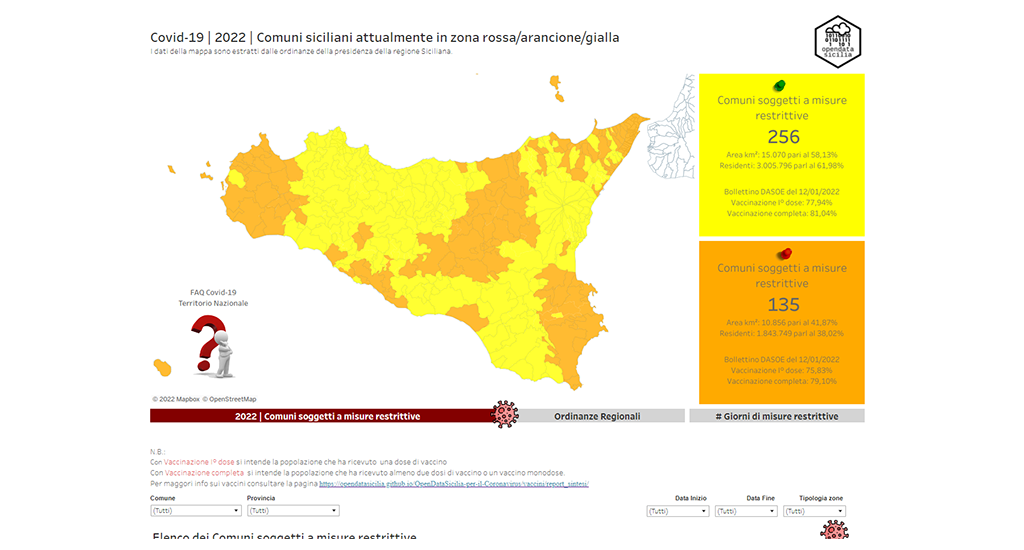 Covid-19 | 2022 | Comuni siciliani attualmente in zona rossa/arancione/gialla
I dati della mappa sono estratti dalle ordinanze della presidenza della regione Siciliana.
opendata
sicilia
Comuni soggetti a misure
restrittive
256
Area km²: 15.070 pari al 58,13%
Residenti: 3.005.796 pari al 61,98%
Bollettino DASOE del 12/01/2022
Vaccinazione I° dose: 77,94%
Vaccinazione completa: 81,04%
Comuni soggetti a misure
restrittive
135
Area km²: 10.856 pari al 41,87%
Residenti: 1.843.749 pari al 38,02%
Bollettino DASOE del 12/01/2022
Vaccinazione I° dose: 75,83%
Vaccinazione completa: 79,10%
FAQ Covid-19
Territorio Nazionale
© 2022 Mapbox © OpenStreetMap
2022 | Comuni soggetti a misure restrittive
Ordinanze Regionali
# Giorni di misure restrittive
N.B.:
Con Vaccinazione I° dose si intende la popolazione che ha ricevuto una dose di vaccino
Con Vaccinazione completa si intende la popolazione che ha ricevuto almeno due dosi di vaccino o un vaccino monodose.
Per maggori info sui vaccini consultare la pagina https://opendatasicilia.github.io/OpenDataSicilia-per-il-Coronavirus/vaccini/report_sintesi/
Comune
Provincia
Data Inizio
Data Fine
Tipologia zone
(Tutti)
(Tutti)
(Tutti)
(Tutti)
(Tutti)
Elenco dei Comuni soggetti a misure restrittive